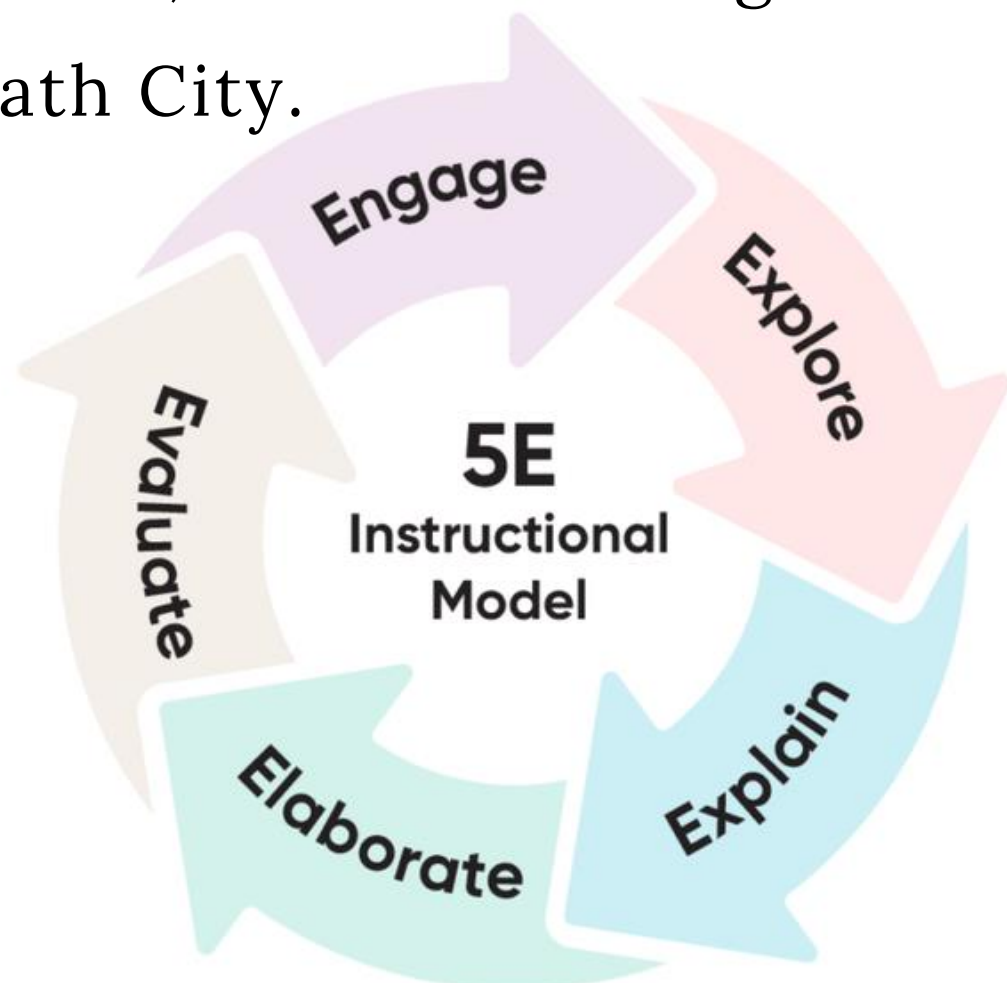 ath City.
Engage
Explore
5E
Instructional
Model
Evaluate
Explain
Elaborate